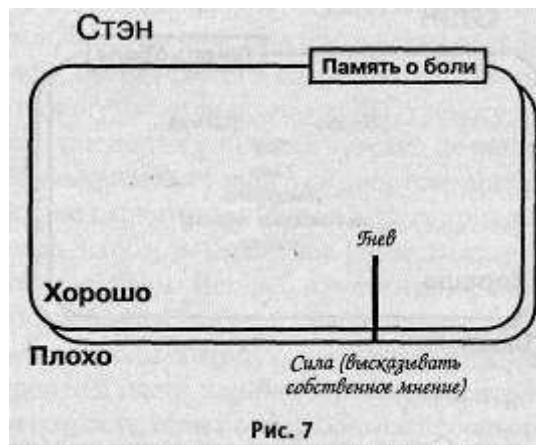 Стэн
Память о боли
Гнев
Хорошо
Плохо
Сила (высказывать
собственное мнение)
Рис. 7